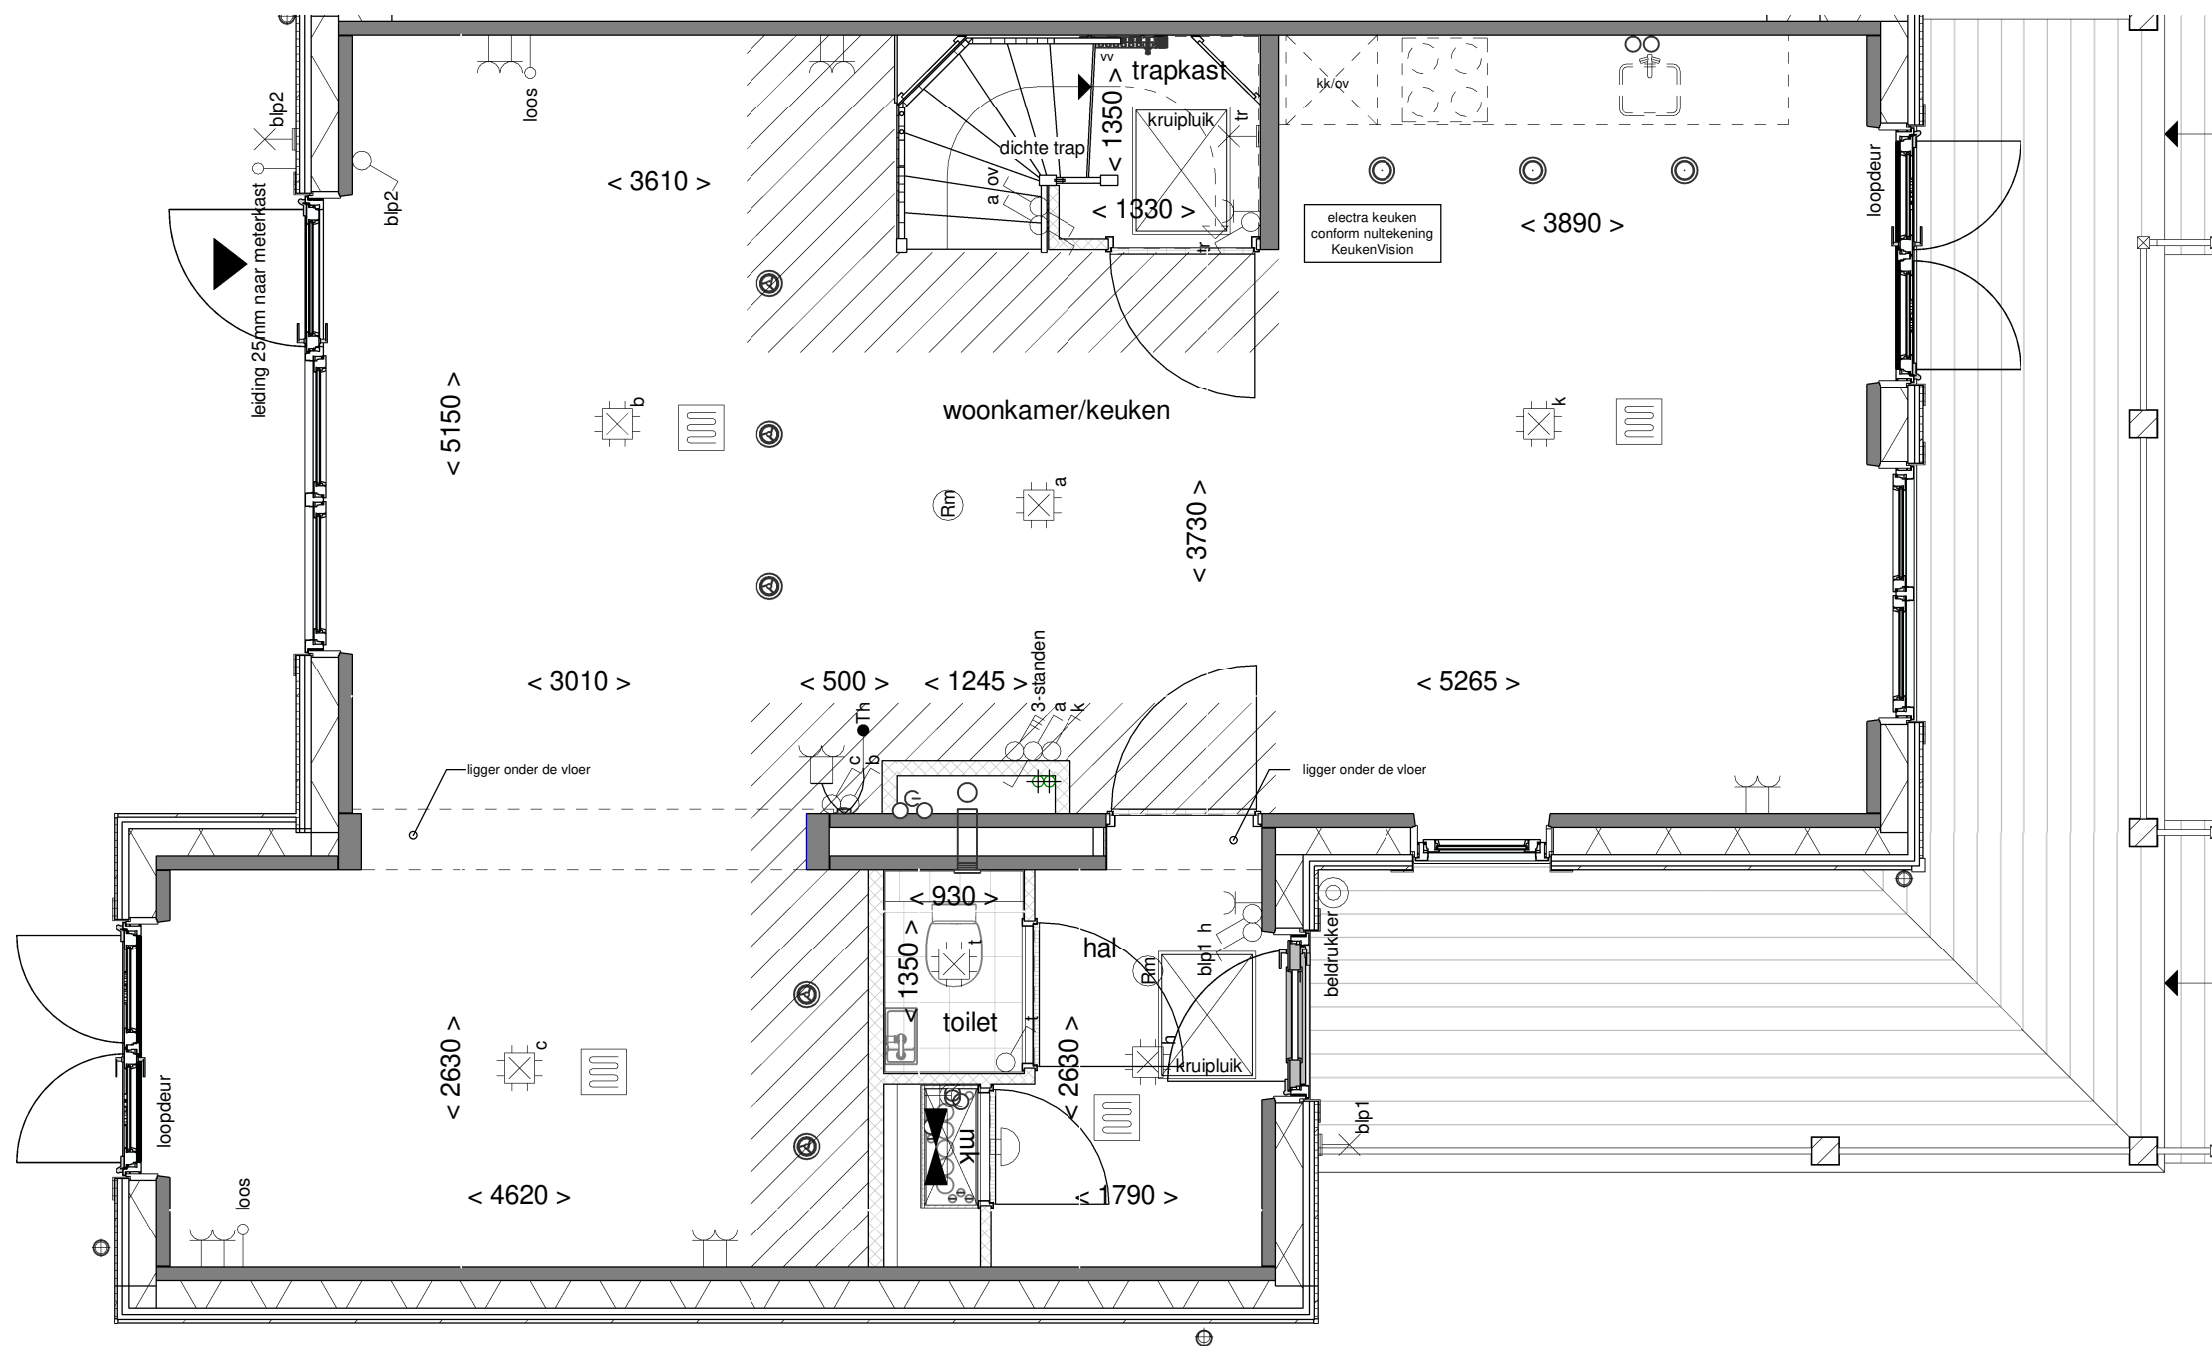 vv
trapkast
kk/ov
blp2
loos
< 1350 >
kruipluik
tr
dichte trap
loopdeur
< 3610 >
blp2
a
ov
< 1330 >
tr
electra keuken
conform nultekening
KeukenVision
< 3890 >
leiding 25mm naar meterkast
< 5150 >
b
woonkamer/keuken
k
Rm
a
< 3730 >
< 3010 >
< 500 >
< 1245 >
3-standen
a
k
< 5265 >
Th
c
b
ligger onder de vloer
ligger onder de vloer
< 930 >
< 1350 >
t
hal
Rm
blp1
h
beldrukker
toilet
t
< 2630 >
c
loopdeur
< 2630 >
h
kruipluik
blp1
mk
< 4620 >
< 1790 >
loos